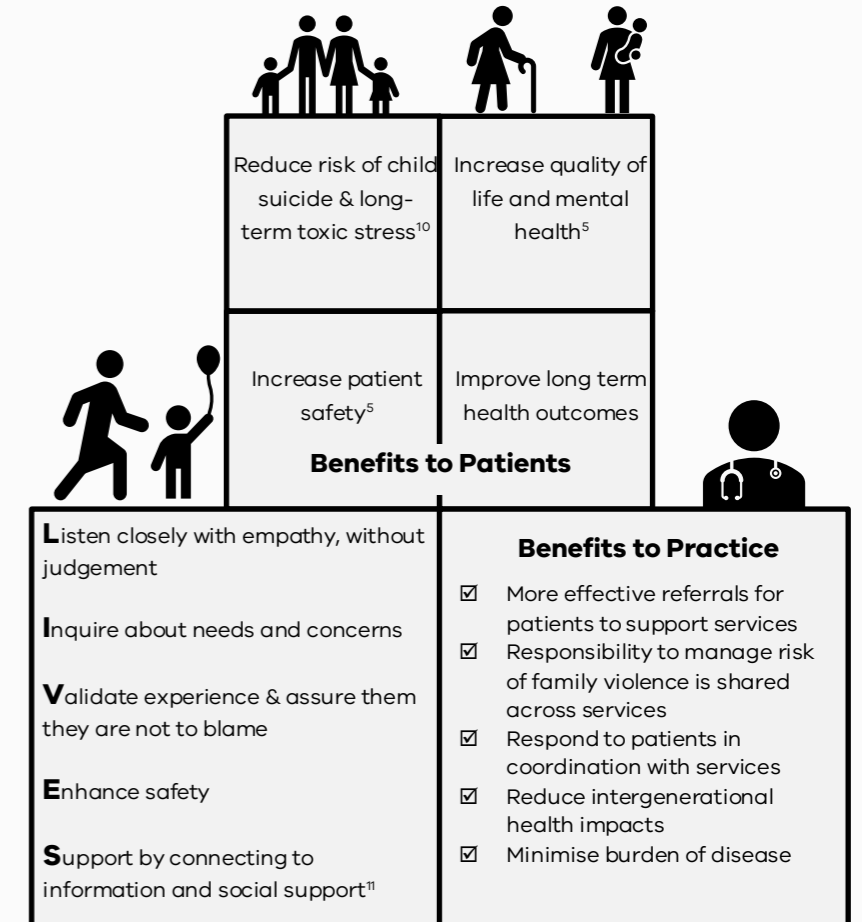 Reduce risk of child
suicide & long-
term toxic stress¹⁰
Increase quality of
life and mental
health⁵
Increase patient
safety⁵
Improve long term
health outcomes
Benefits to Patients
Listen closely with empathy, without
judgement
Inquire about needs and concerns
Validate experience & assure them
they are not to blame
Enhance safety
Support by connecting to
information and social support¹¹
Benefits to Practice
☑ More effective referrals for
patients to support services
☑ Responsibility to manage risk
of family violence is shared
across services
☑ Respond to patients in
coordination with services
☑ Reduce intergenerational
health impacts
☑ Minimise burden of disease